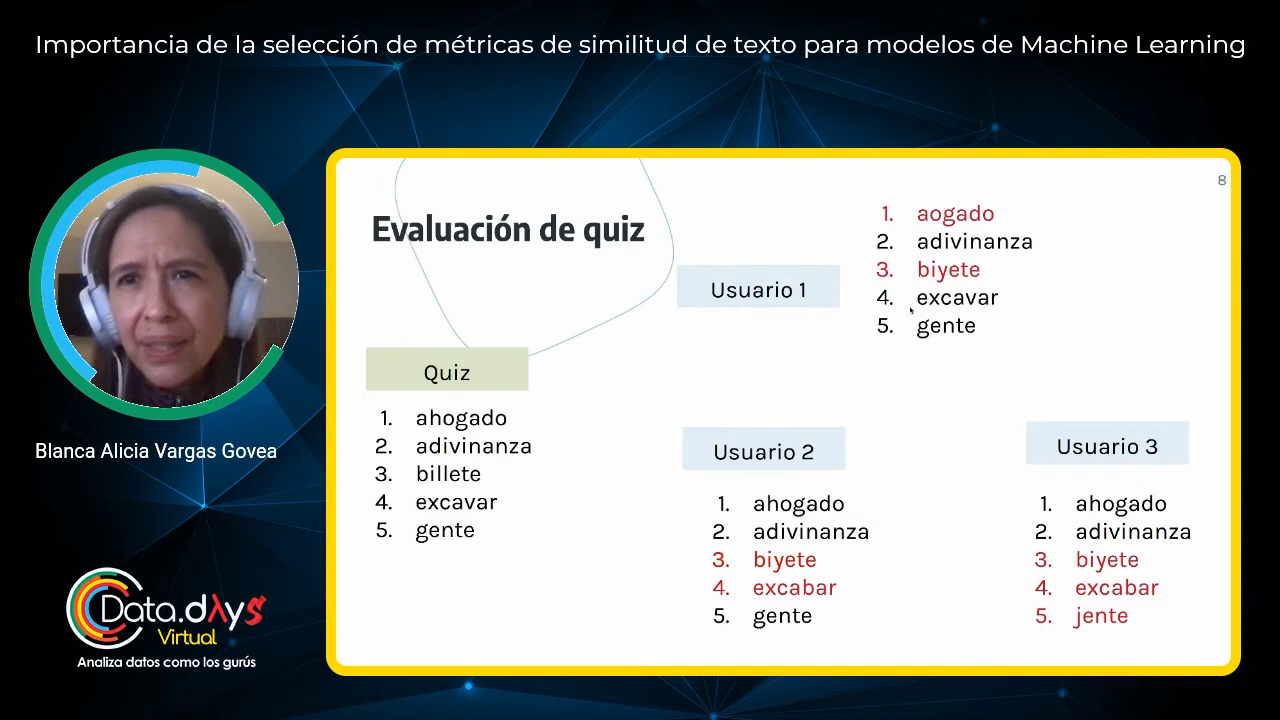 Importancia de la selección de métricas de similitud de texto para modelos de Machine Learning
8
Evaluación de quiz
Quiz
1. ahogado
2. adivinanza
3. billete
4. excavar
5. gente
Usuario 1
1. aogado
2. adivinanza
3. biyete
4. excavar
5. gente
Usuario 2
1. ahogado
2. adivinanza
3. biyete
4. excabar
5. gente
Usuario 3
1. ahogado
2. adivinanza
3. biyete
4. excabar
5. jente
Blanca Alicia Vargas Govea
Data.dλys
Virtual
Analiza datos como los gurús